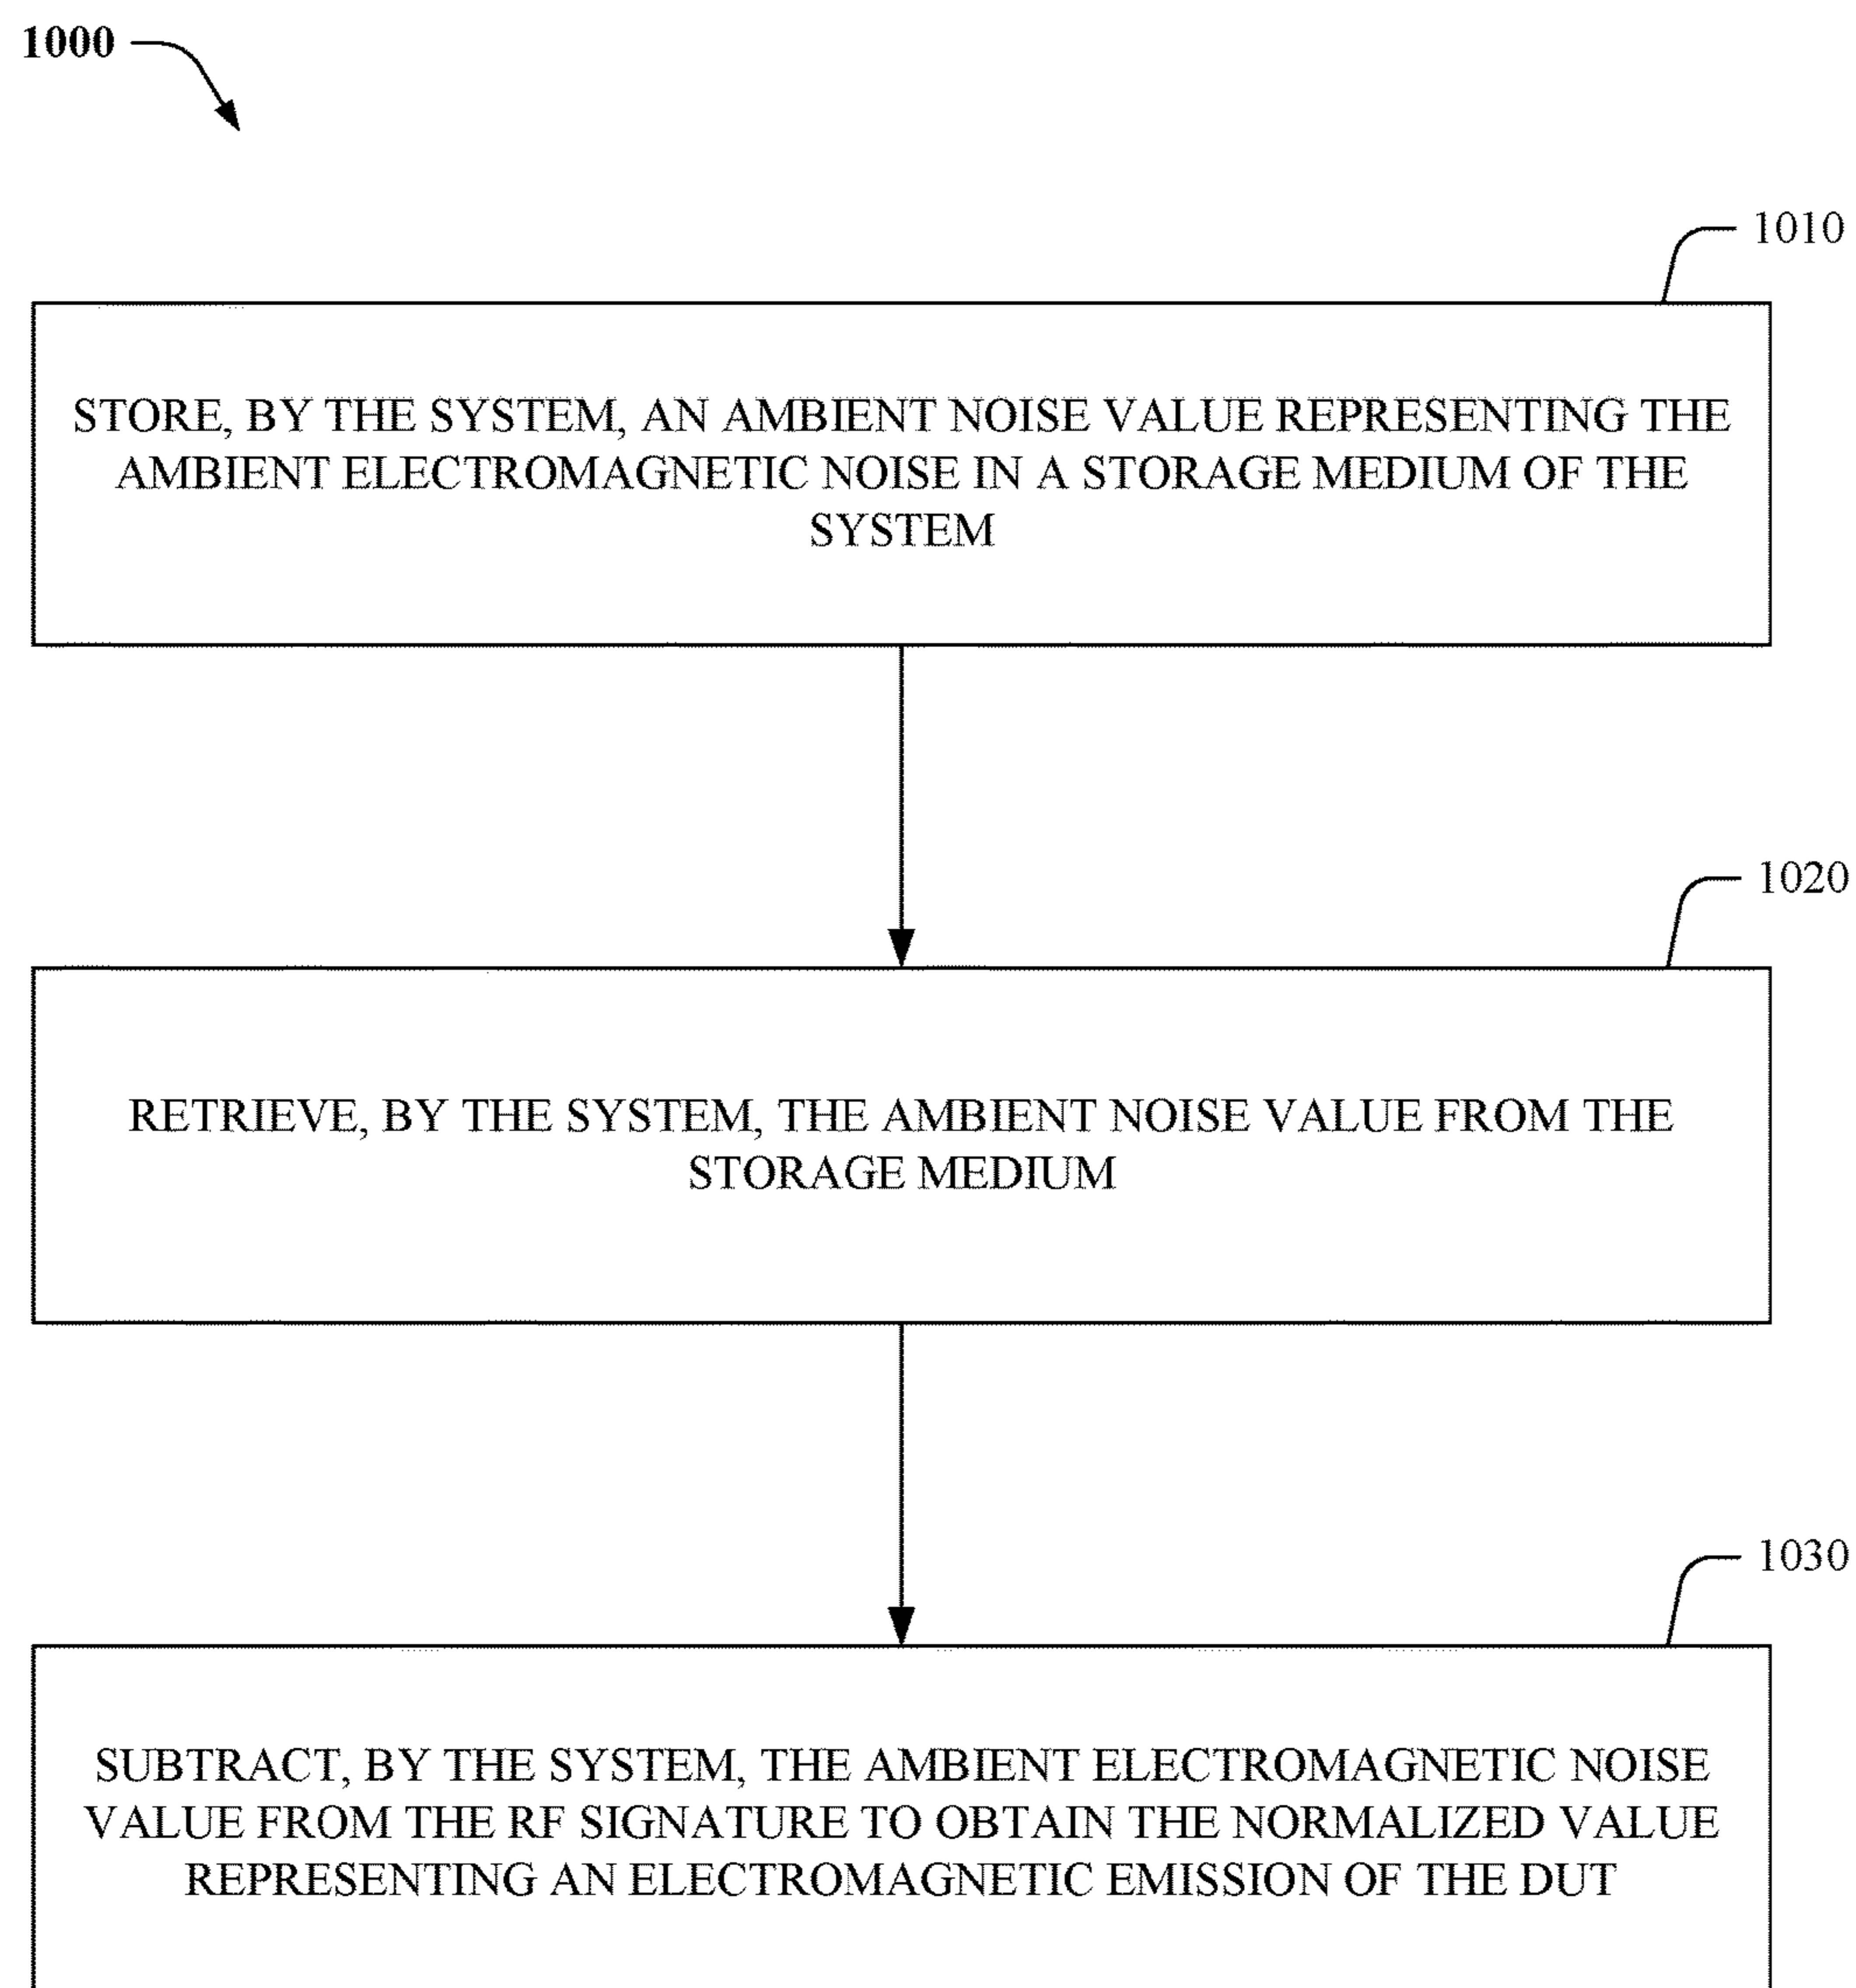 1000
1010
STORE, BY THE SYSTEM, AN AMBIENT NOISE VALUE REPRESENTING THE
AMBIENT ELECTROMAGNETIC NOISE IN A STORAGE MEDIUM OF THE
SYSTEM
1020
RETRIEVE, BY THE SYSTEM, THE AMBIENT NOISE VALUE FROM THE
STORAGE MEDIUM
1030
SUBTRACT, BY THE SYSTEM, THE AMBIENT ELECTROMAGNETIC NOISE
VALUE FROM THE RF SIGNATURE TO OBTAIN THE NORMALIZED VALUE
REPRESENTING AN ELECTROMAGNETIC EMISSION OF THE DUT